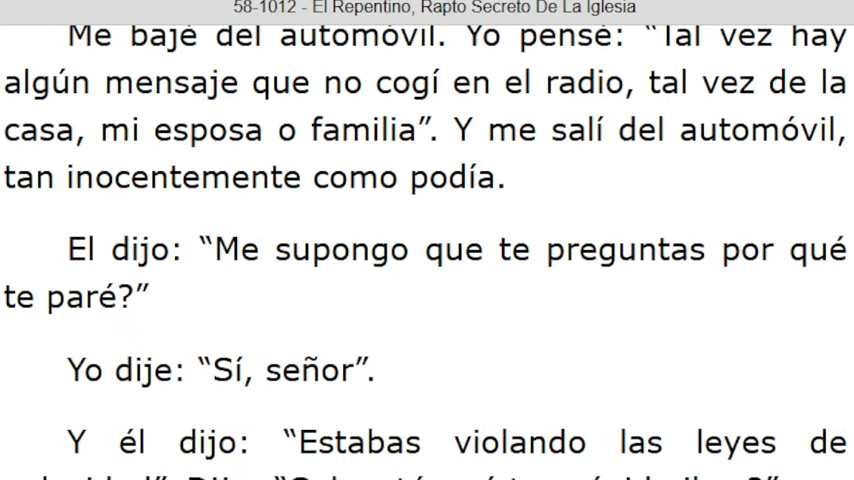 58-1012 - El Repentino, Rapto Secreto De La Iglesia
Me bajé del automóvil. Yo pensé: “Tal vez hay
algún mensaje que no cogí en el radio, tal vez de la
casa, mi esposa o familia”. Y me salí del automóvil,
tan inocentemente como podía.
El dijo: “Me supongo que te preguntas por qué
te paré?”
Yo dije: “Sí, señor”.
Y él dijo: “Estabas violando las leyes de